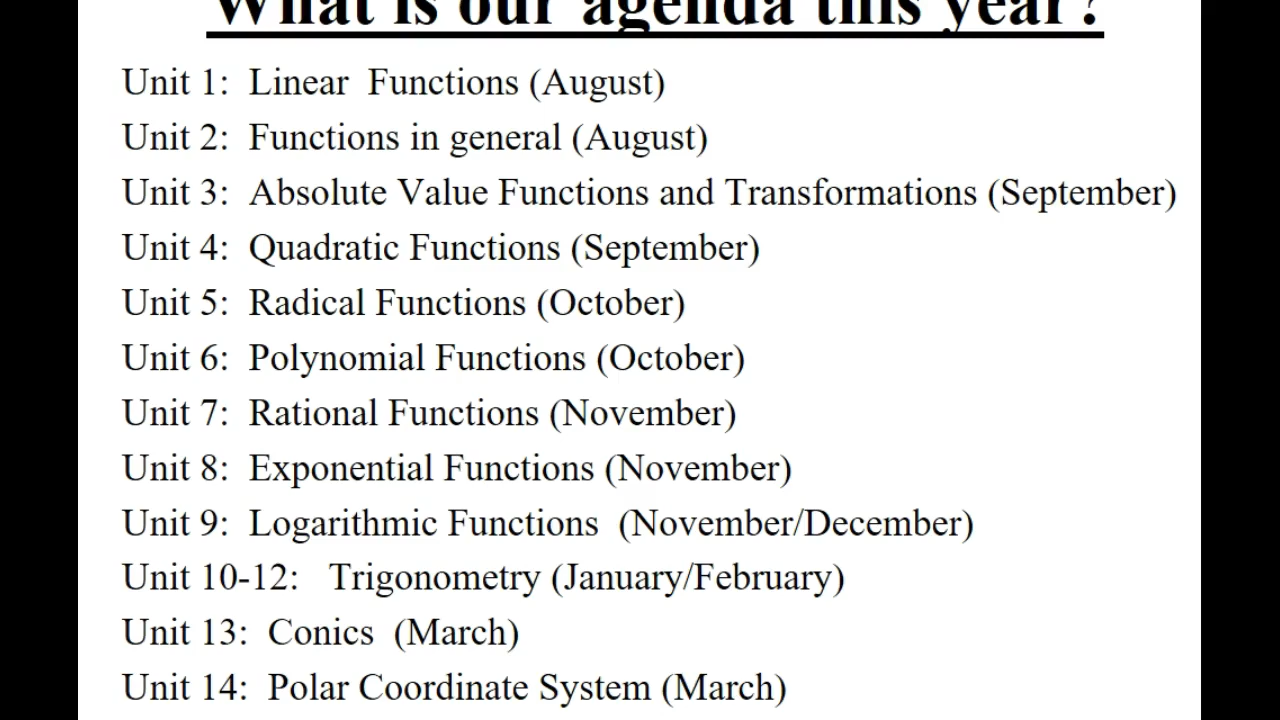 What is our agenda this year?
Unit 1:  Linear  Functions (August)
Unit 2:  Functions in general (August)
Unit 3:  Absolute Value Functions and Transformations (September)
Unit 4:  Quadratic Functions (September)
Unit 5:  Radical Functions (October)
Unit 6:  Polynomial Functions (October)
Unit 7:  Rational Functions (November)
Unit 8:  Exponential Functions (November)
Unit 9:  Logarithmic Functions  (November/December)
Unit 10-12:   Trigonometry (January/February)
Unit 13:  Conics  (March)
Unit 14:  Polar Coordinate System (March)